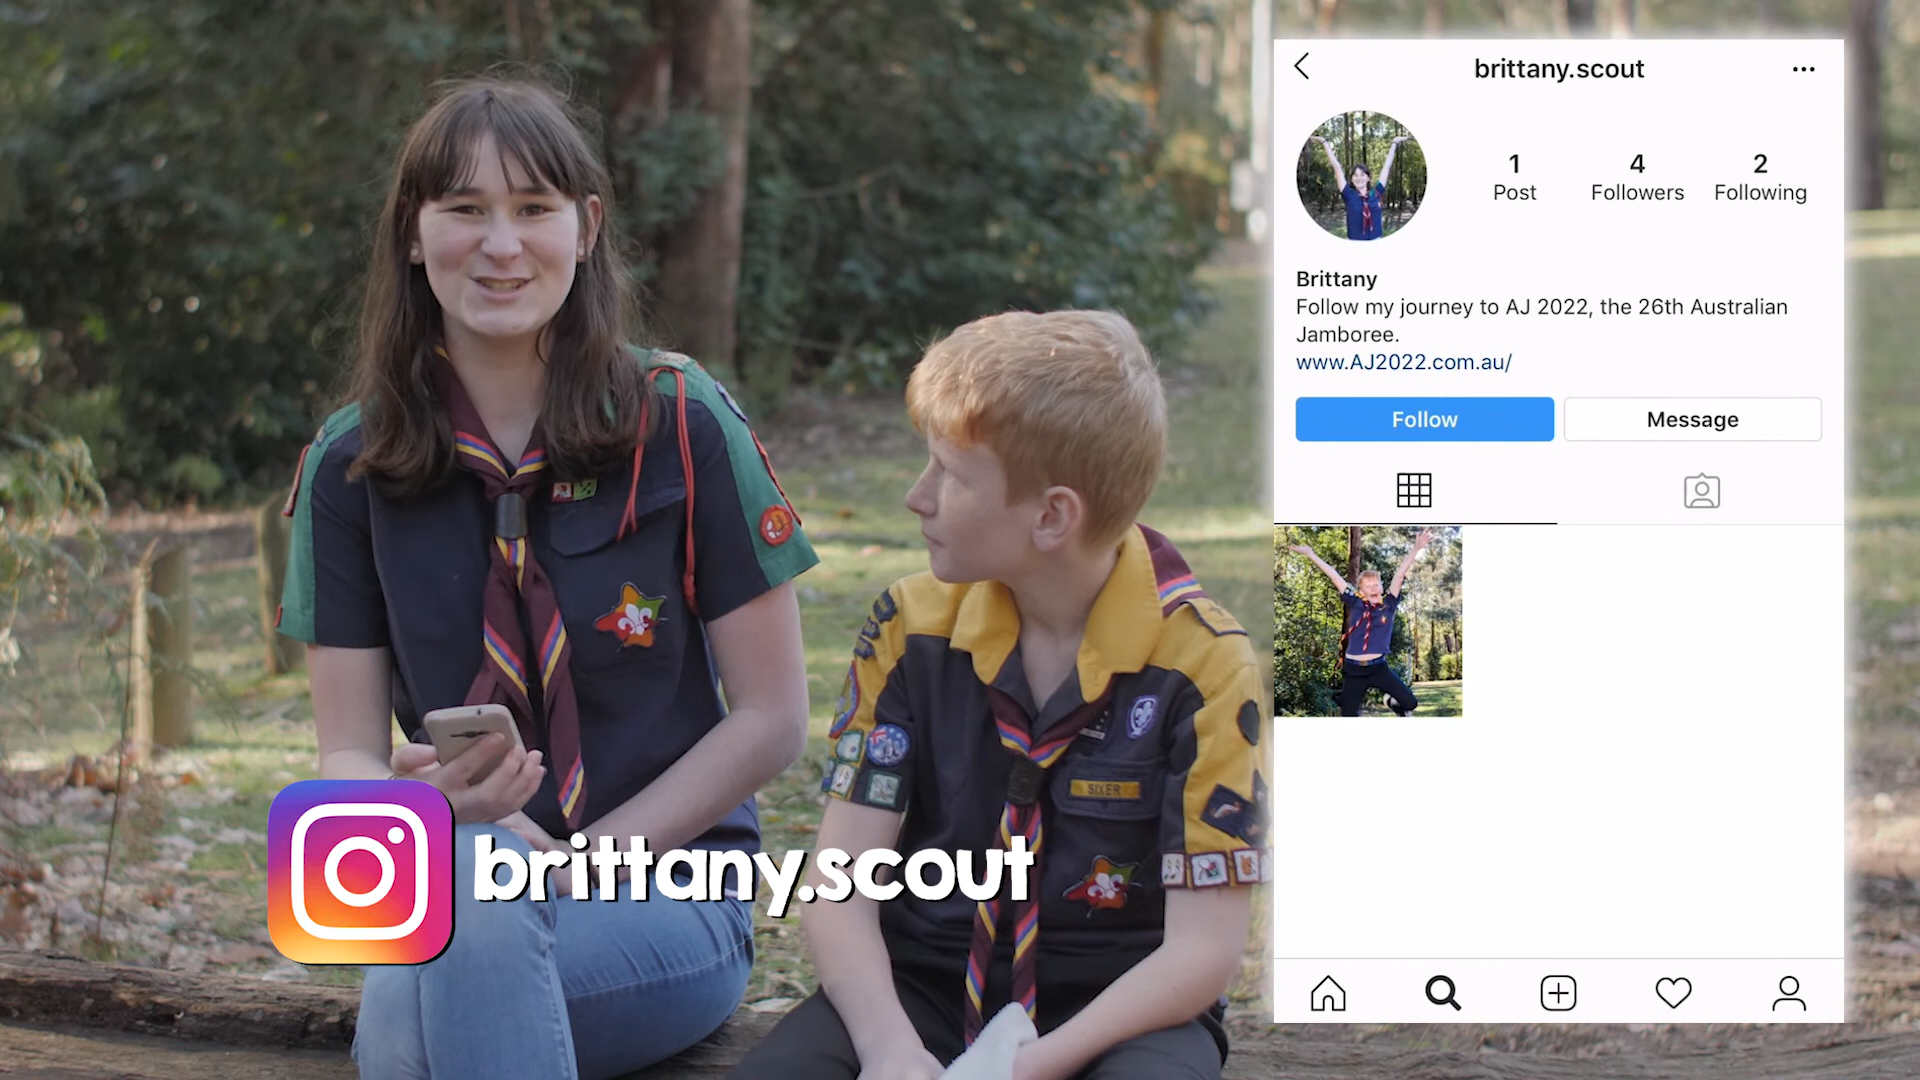 brittany.scout
1 4 2
Post Followers Following
Brittany
Follow my journey to AJ 2022, the 26th Australian
Jamboree.
www.AJ2022.com.au/
Follow Message
SIXER
brittany.scout